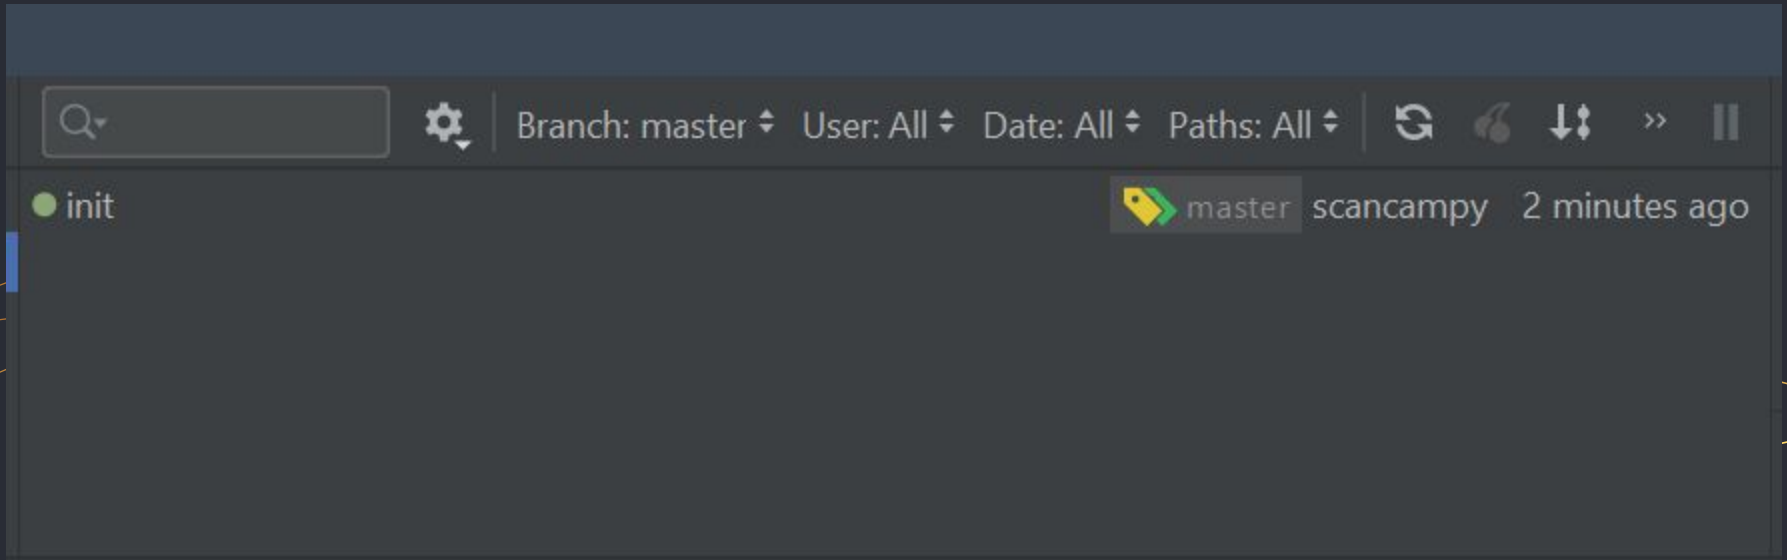 Branch: master User: All Date: All Paths: All
init master scancampy 2 minutes ago